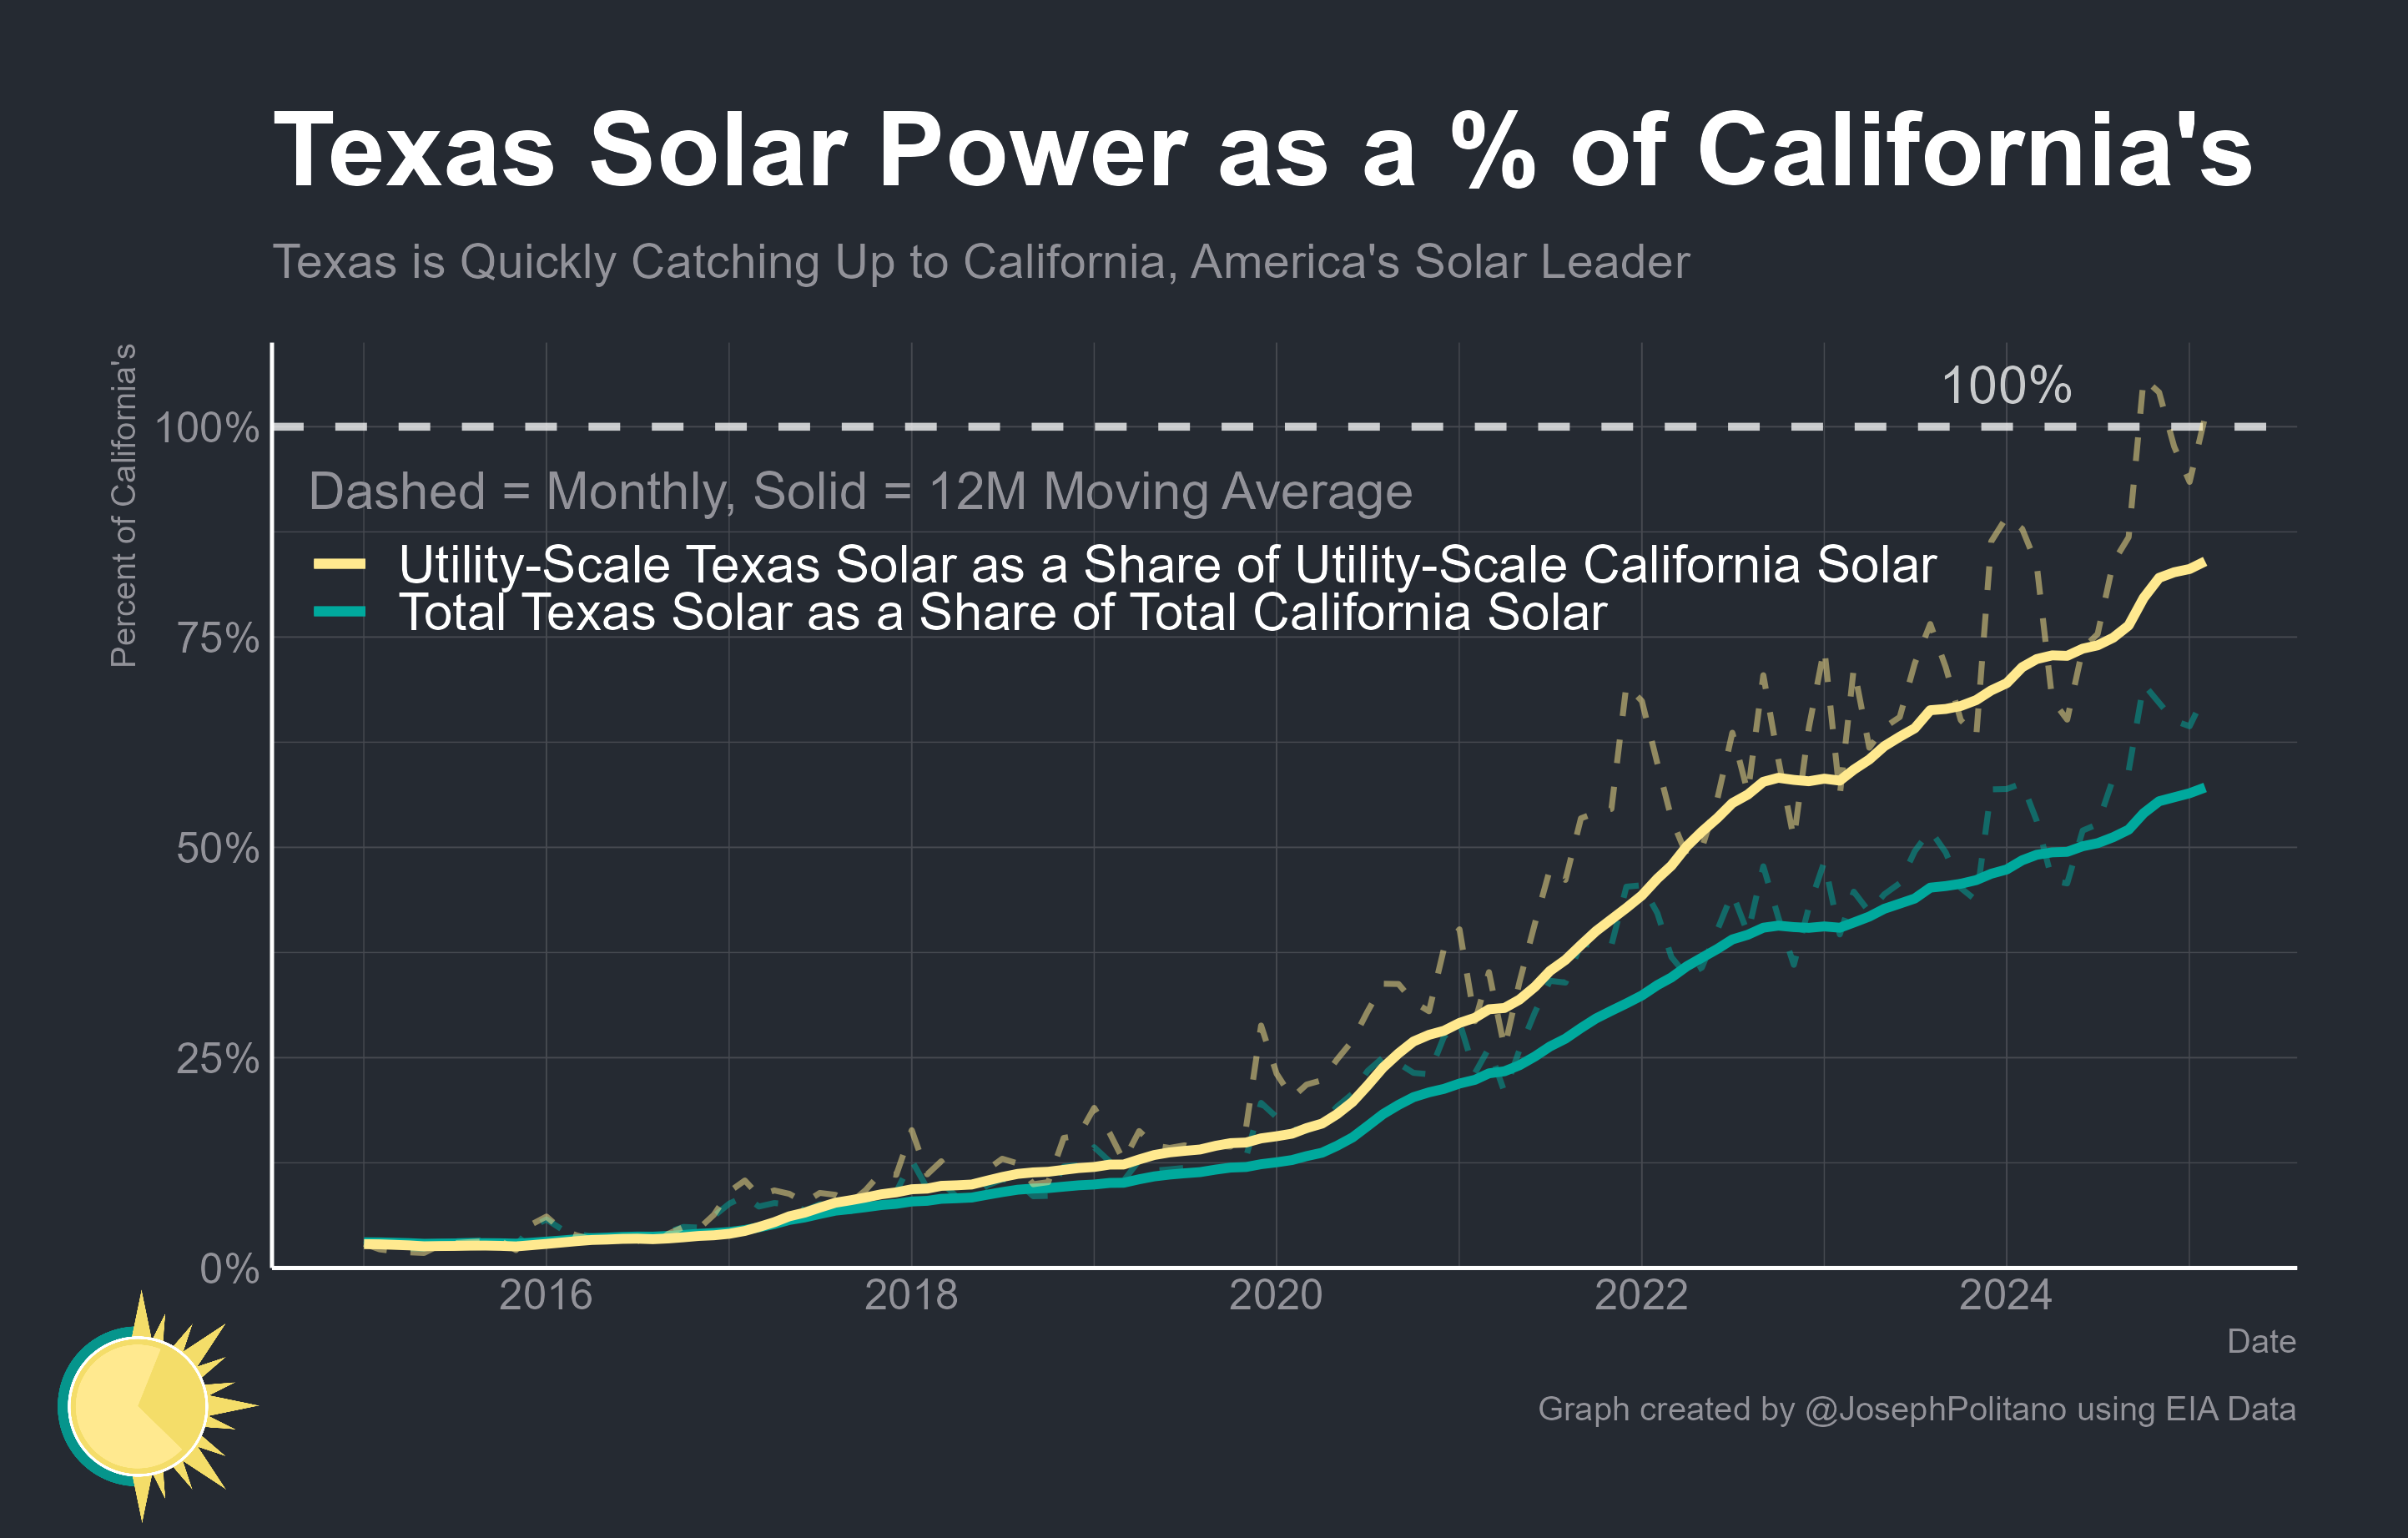 Texas Solar Power as a % of California's
Texas is Quickly Catching Up to California, America's Solar Leader
Percent of California's
100%
100%
Dashed = Monthly, Solid = 12M Moving Average
Utility-Scale Texas Solar as a Share of Utility-Scale California Solar
Total Texas Solar as a Share of Total California Solar
75%
50%
25%
0%
2016 2018 2020 2022 2024
Date
Graph created by @JosephPolitano using EIA Data